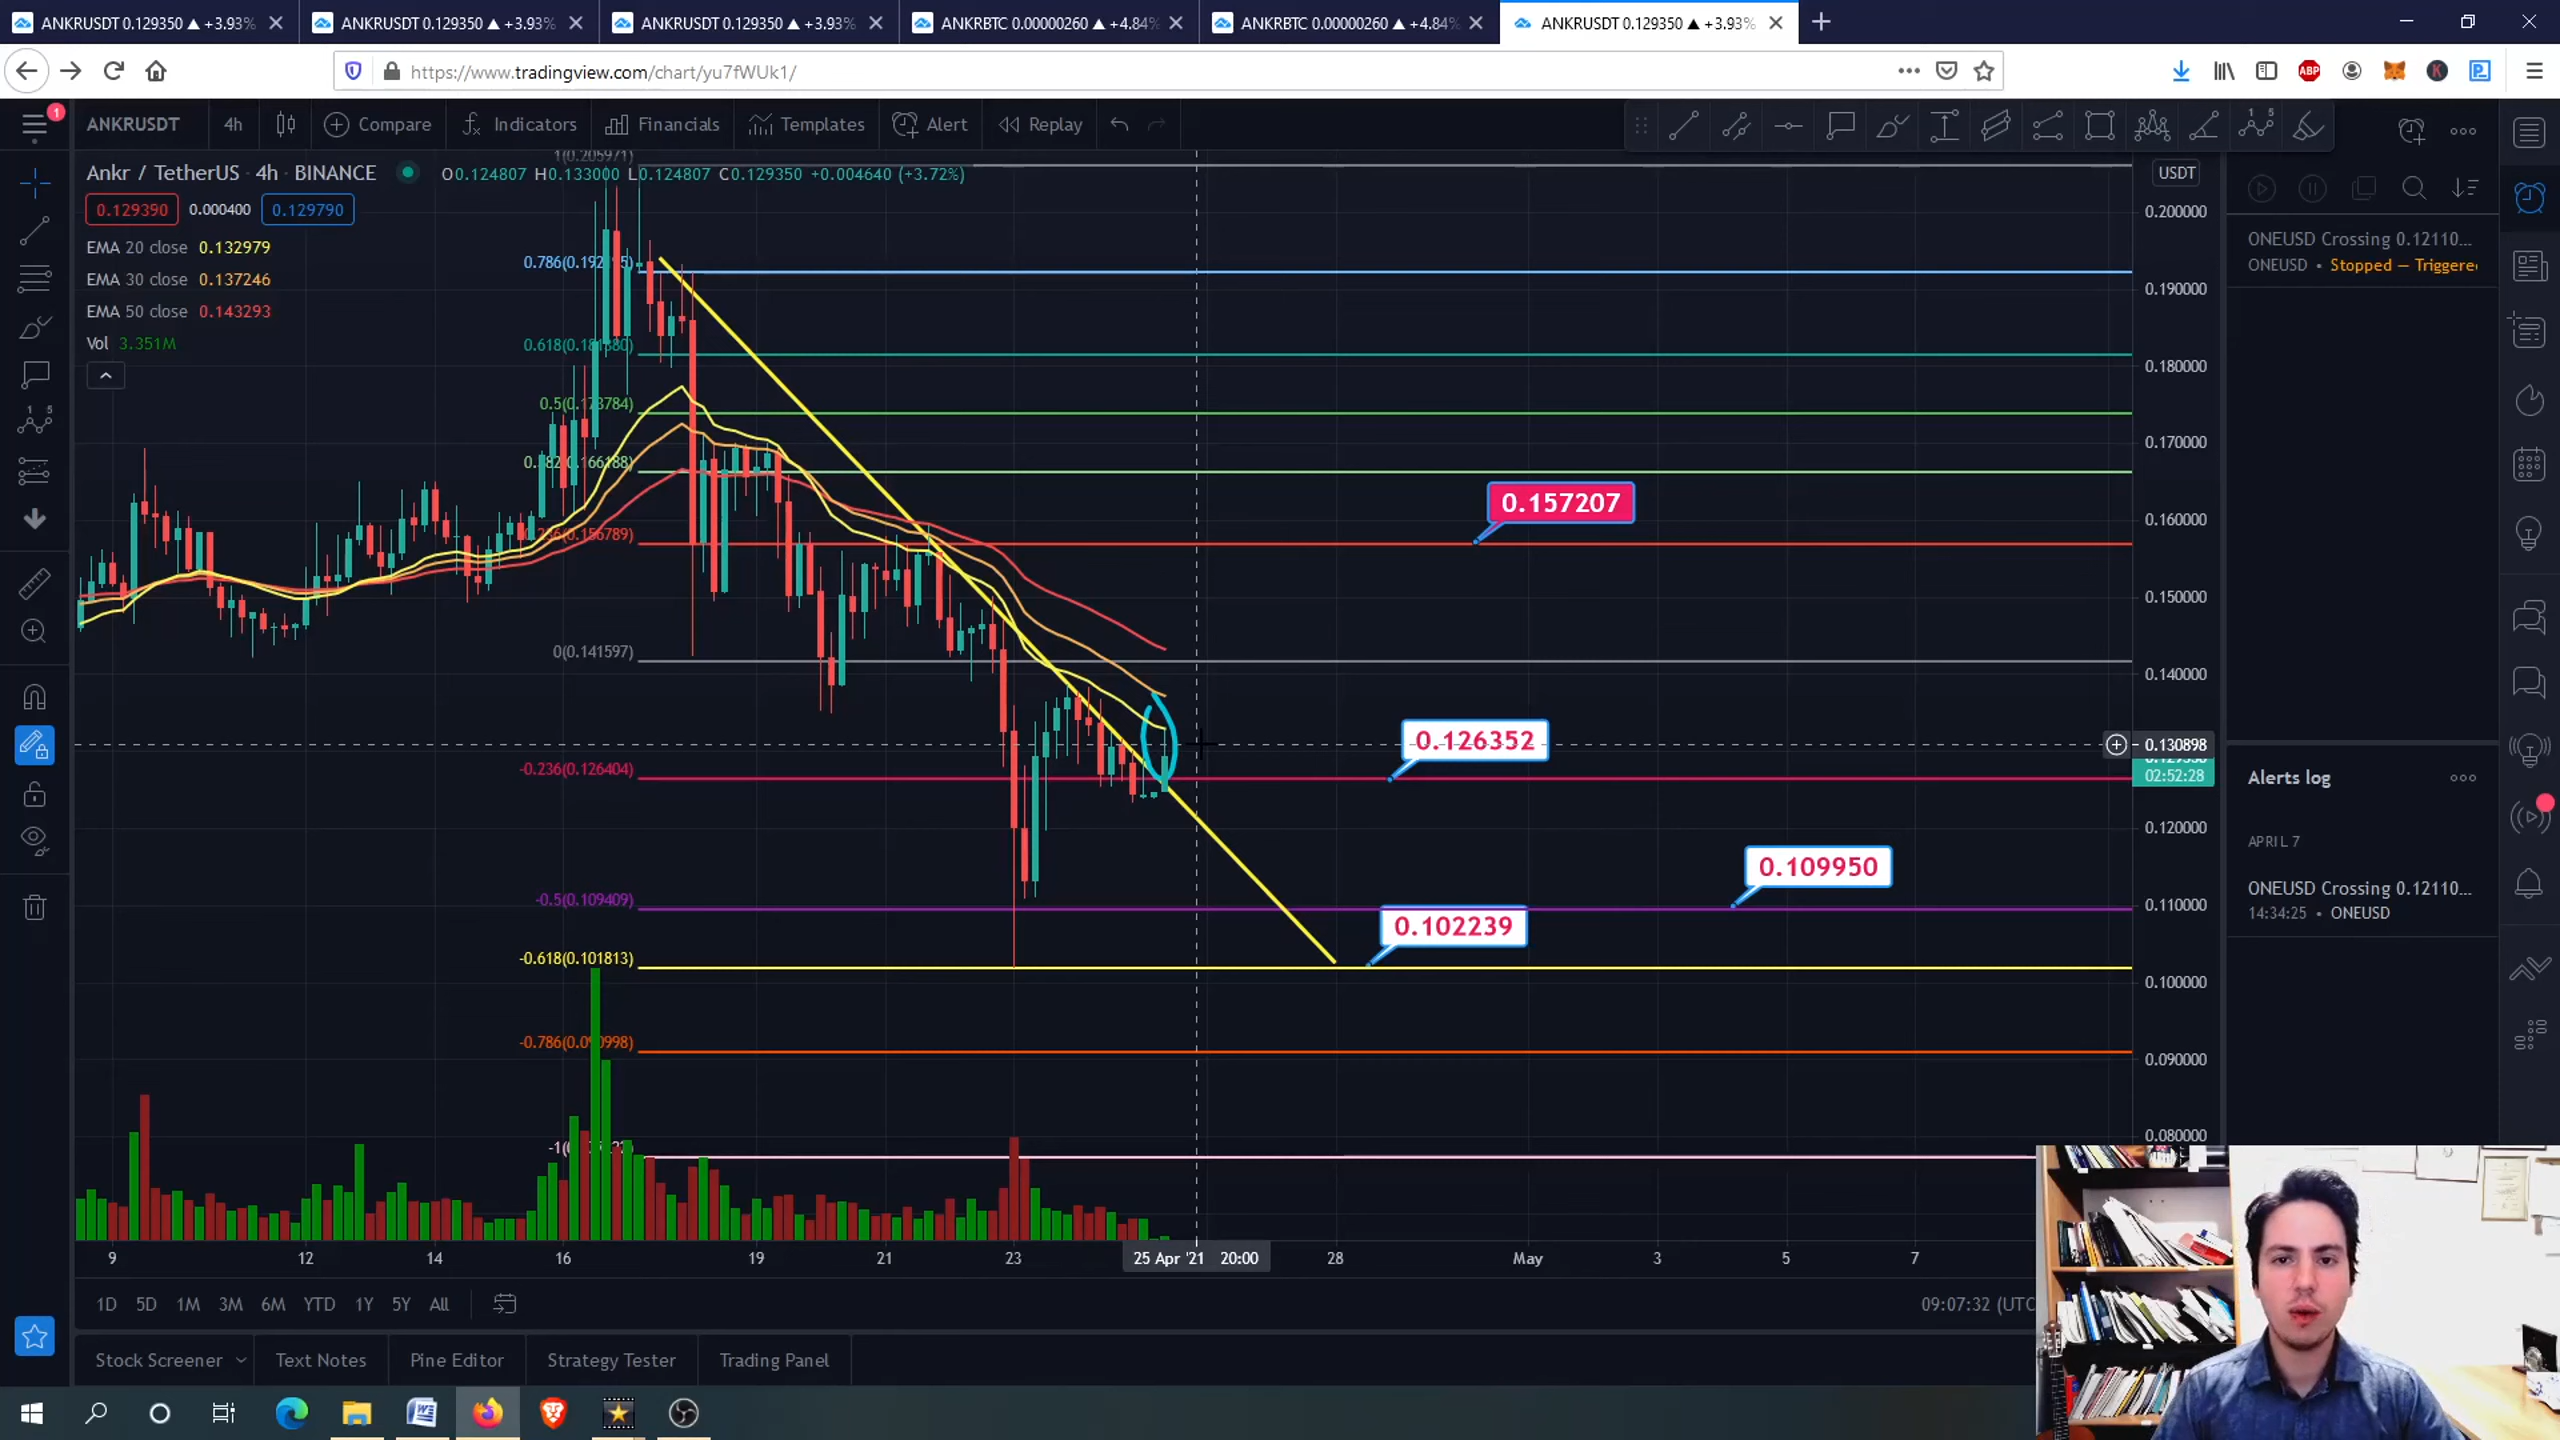 ANKRUSDT 0.129350 ▲ +3.93%
ANKRUSDT 0.129350 ▲ +3.93%
ANKRUSDT 0.129350 ▲ +3.93%
ANKRBTC 0.00000260 ▲ +4.84%
ANKRBTC 0.00000260 ▲ +4.84%
ANKRUSDT 0.129350 ▲ +3.93%
https://www.tradingview.com/chart/yu7fWUk1/
ABP
K
1
ANKRUSDT
4h
Compare
Indicators
Financials
Templates
Alert
Replay
Ankr / TetherUS · 4h · BINANCE
O0.124807 H0.133000 L0.124807 C0.129350 +0.004640 (+3.72%)
0.129390
0.000400
0.129790
EMA 20 close 0.132979
EMA 30 close 0.137246
EMA 50 close 0.143293
Vol 3.351M
1(0.205971)
0.5(0.173784)
0(0.141597)
-0.236(0.126404)
-0.5(0.109409)
-0.618(0.101813)
0.157207
0.126352
0.109950
0.102239
USDT
0.200000
0.190000
0.180000
0.170000
0.160000
0.150000
0.140000
0.130898
02:52:28
0.120000
0.110000
0.100000
0.090000
0.080000
9
12
14
16
19
21
23
25 Apr '21 20:00
28
May
3
5
7
1D
5D
1M
3M
6M
YTD
1Y
5Y
All
09:07:32 (UTC
Stock Screener
Text Notes
Pine Editor
Strategy Tester
Trading Panel
ONEUSD Crossing 0.12110...
ONEUSD • Stopped — Triggered
Alerts log
APRIL 7
ONEUSD Crossing 0.12110...
14:34:25 • ONEUSD